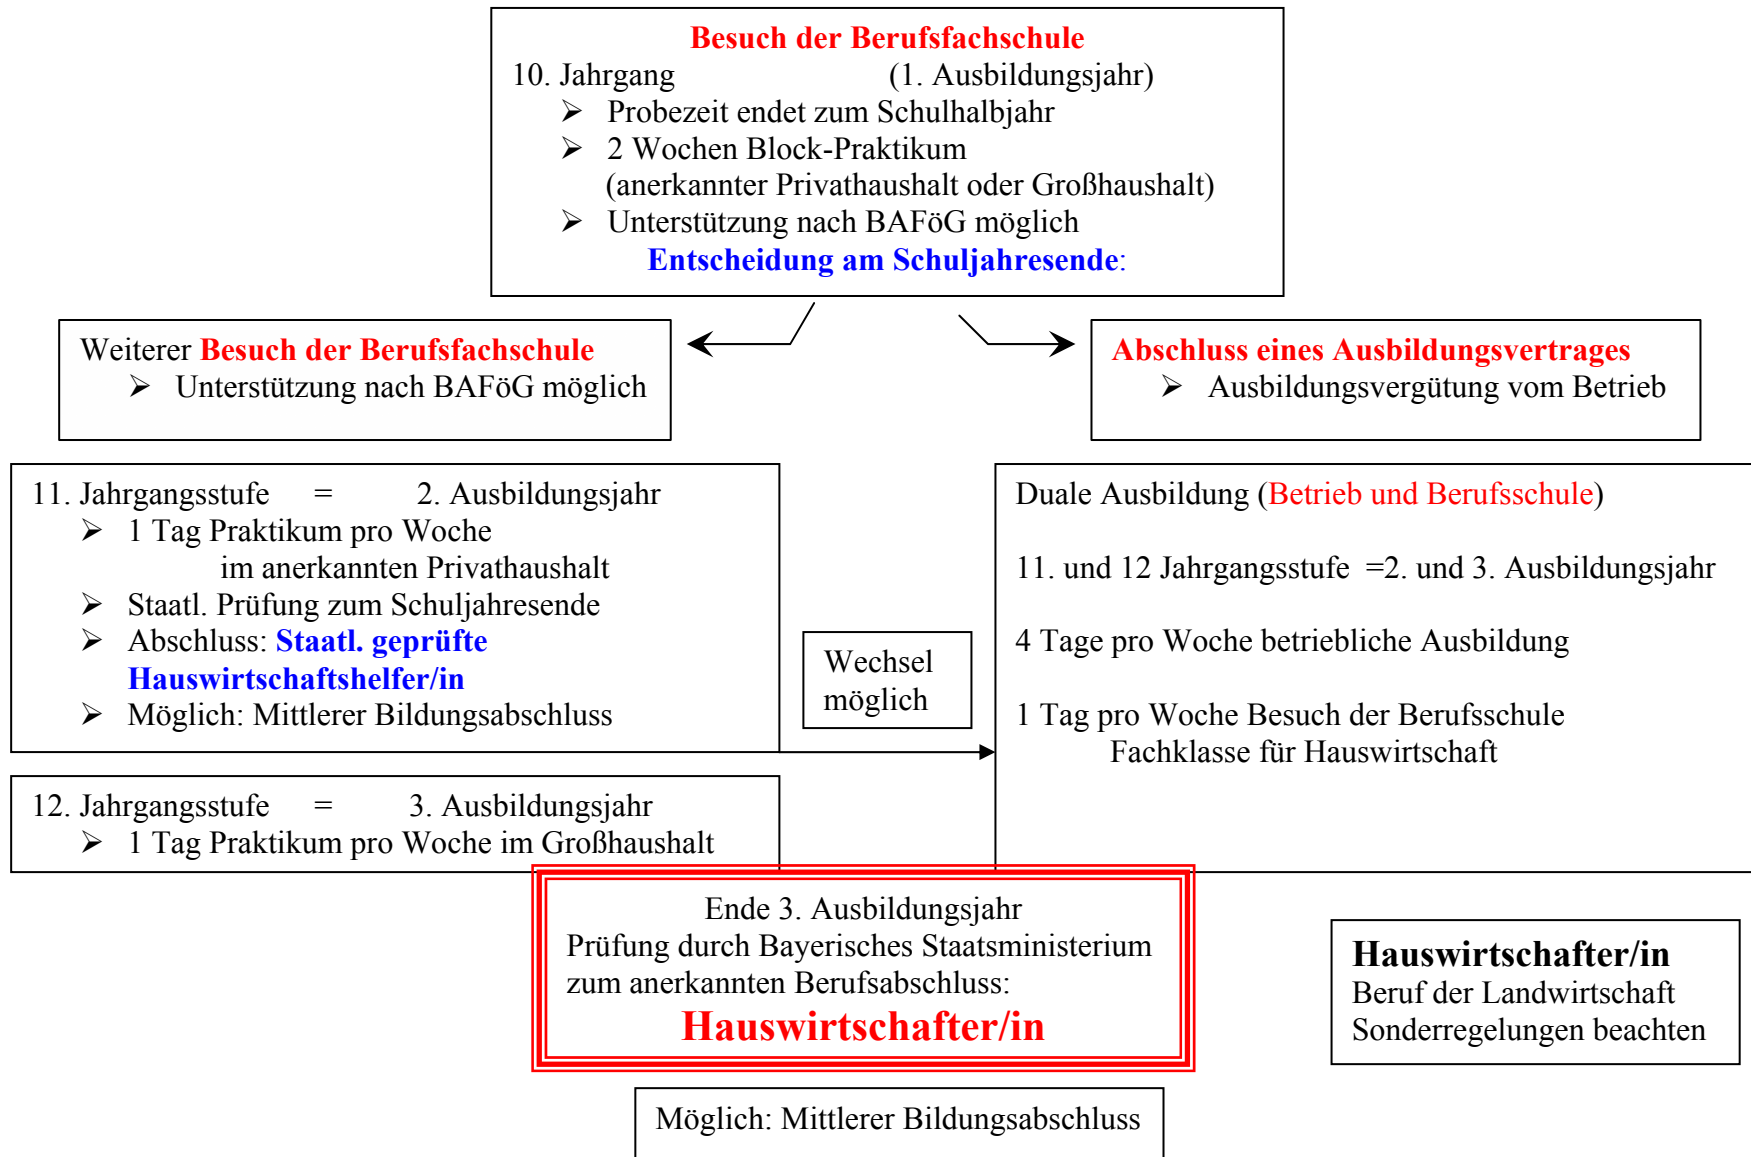 Besuch der Berufsfachschule
10. Jahrgang (1. Ausbildungsjahr)
➢ Probezeit endet zum Schulhalbjahr
➢ 2 Wochen Block-Praktikum
(anerkannter Privathaushalt oder Großhaushalt)
➢ Unterstützung nach BAFöG möglich
Entscheidung am Schuljahresende:
Weiterer Besuch der Berufsfachschule
➢ Unterstützung nach BAFöG möglich
Abschluss eines Ausbildungsvertrages
➢ Ausbildungsvergütung vom Betrieb
11. Jahrgangsstufe = 2. Ausbildungsjahr
➢ 1 Tag Praktikum pro Woche
im anerkannten Privathaushalt
➢ Staatl. Prüfung zum Schuljahresende
➢ Abschluss: Staatl. geprüfte
Hauswirtschaftshelfer/in
➢ Möglich: Mittlerer Bildungsabschluss
Wechsel
möglich
Duale Ausbildung (Betrieb und Berufsschule)
11. und 12 Jahrgangsstufe =2. und 3. Ausbildungsjahr
4 Tage pro Woche betriebliche Ausbildung
1 Tag pro Woche Besuch der Berufsschule
Fachklasse für Hauswirtschaft
12. Jahrgangsstufe = 3. Ausbildungsjahr
➢ 1 Tag Praktikum pro Woche im Großhaushalt
Ende 3. Ausbildungsjahr
Prüfung durch Bayerisches Staatsministerium
zum anerkannten Berufsabschluss:
Hauswirtschafter/in
Hauswirtschafter/in
Beruf der Landwirtschaft
Sonderregelungen beachten
Möglich: Mittlerer Bildungsabschluss